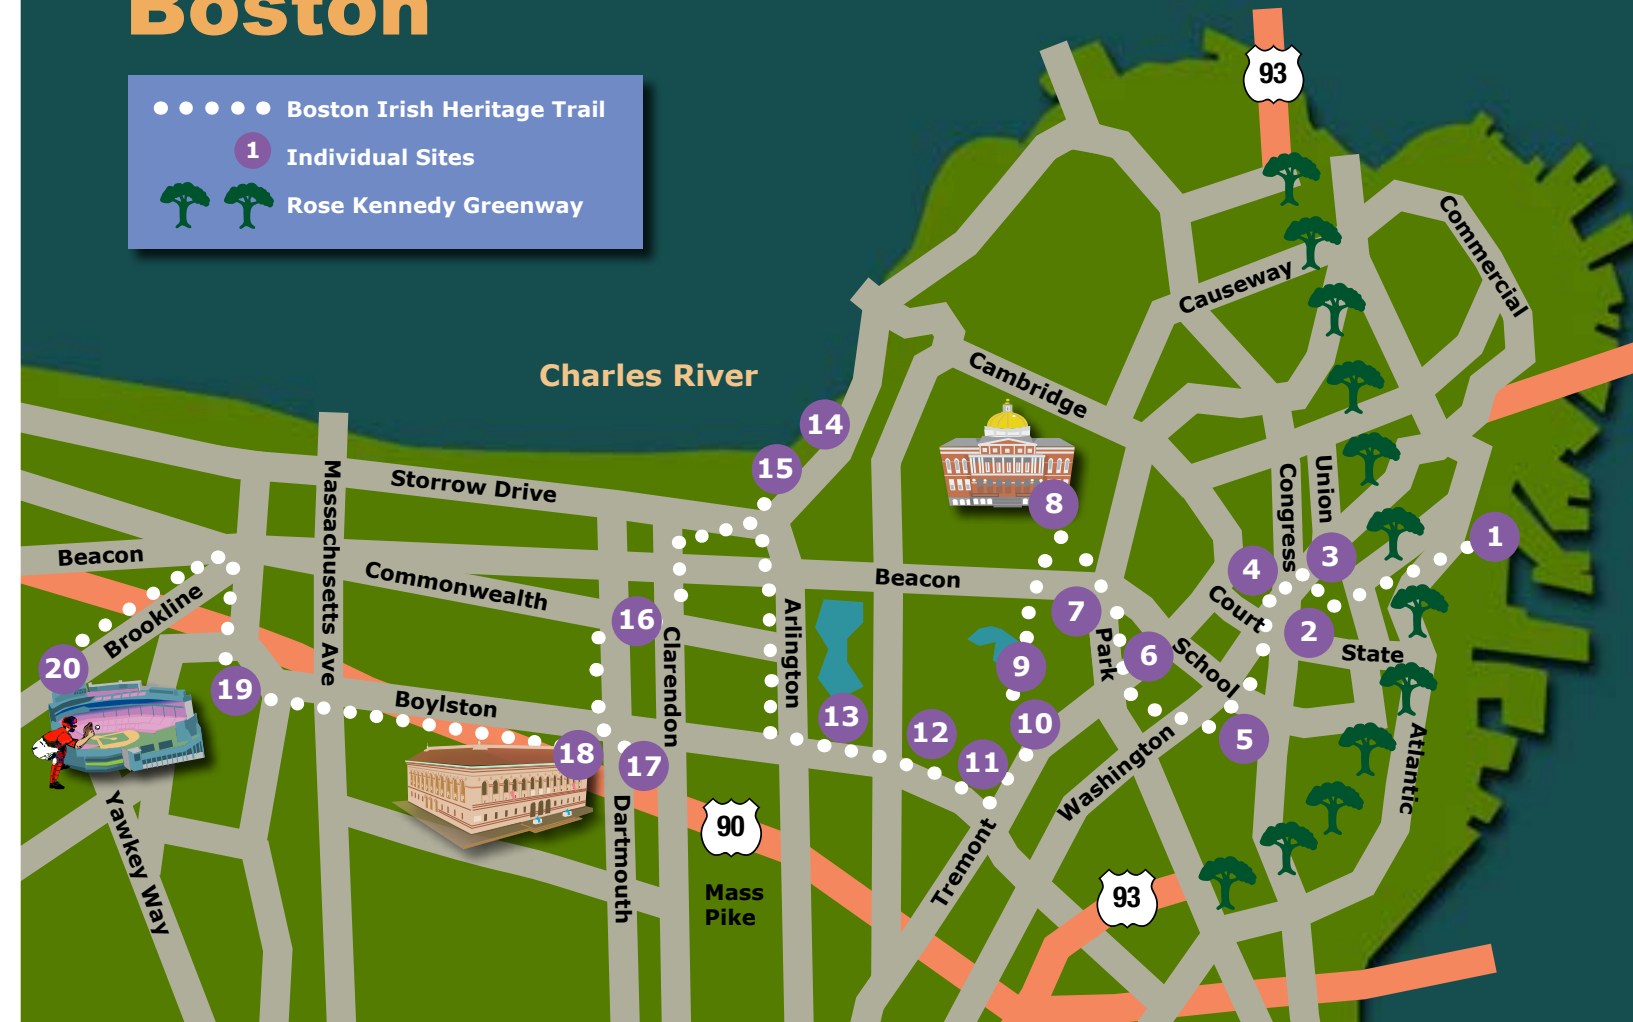 Boston
Boston Irish Heritage Trail
1
Individual Sites
Rose Kennedy Greenway
93
Commercial
Causeway
Charles River
Cambridge
14
15
Storrow Drive
Massachusetts Ave
8
Congress
Union
1
3
4
Beacon
Commonwealth
Beacon
Brookline
16
Clarendon
Arlington
7
Court
2
State
Park
6
School
9
20
19
Boylston
13
12
10
5
Atlantic
18
17
11
Washington
Yawkey Way
Dartmouth
90
Tremont
Mass
Pike
93